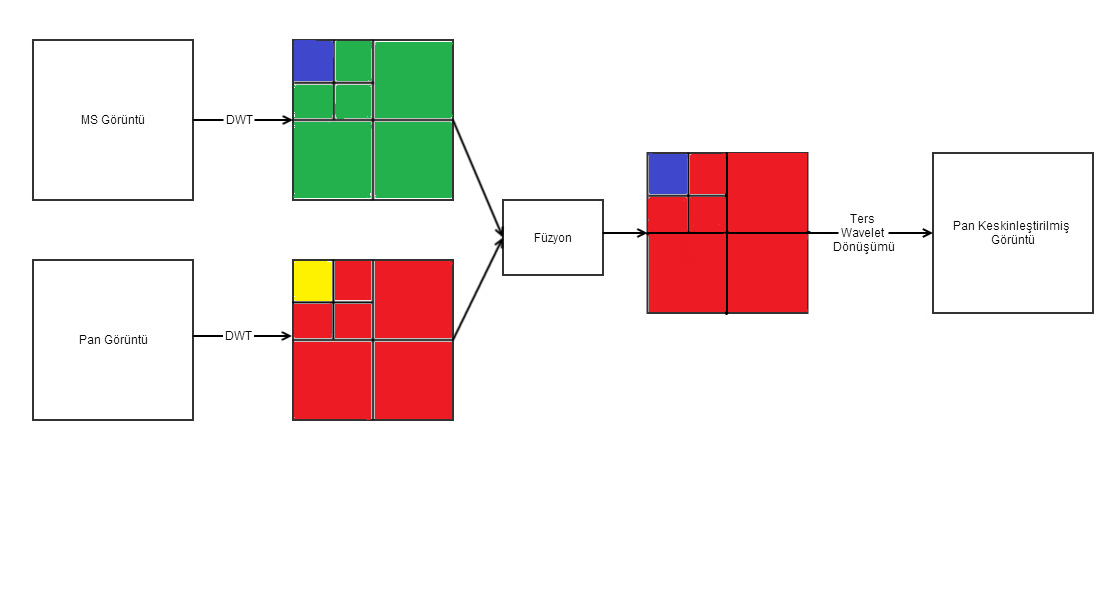 MS Görüntü
DWT
Füzyon
Ters
Wavelet
Dönüşümü
Pan Keskinleştirilmiş
Görüntü
Pan Görüntü
DWT